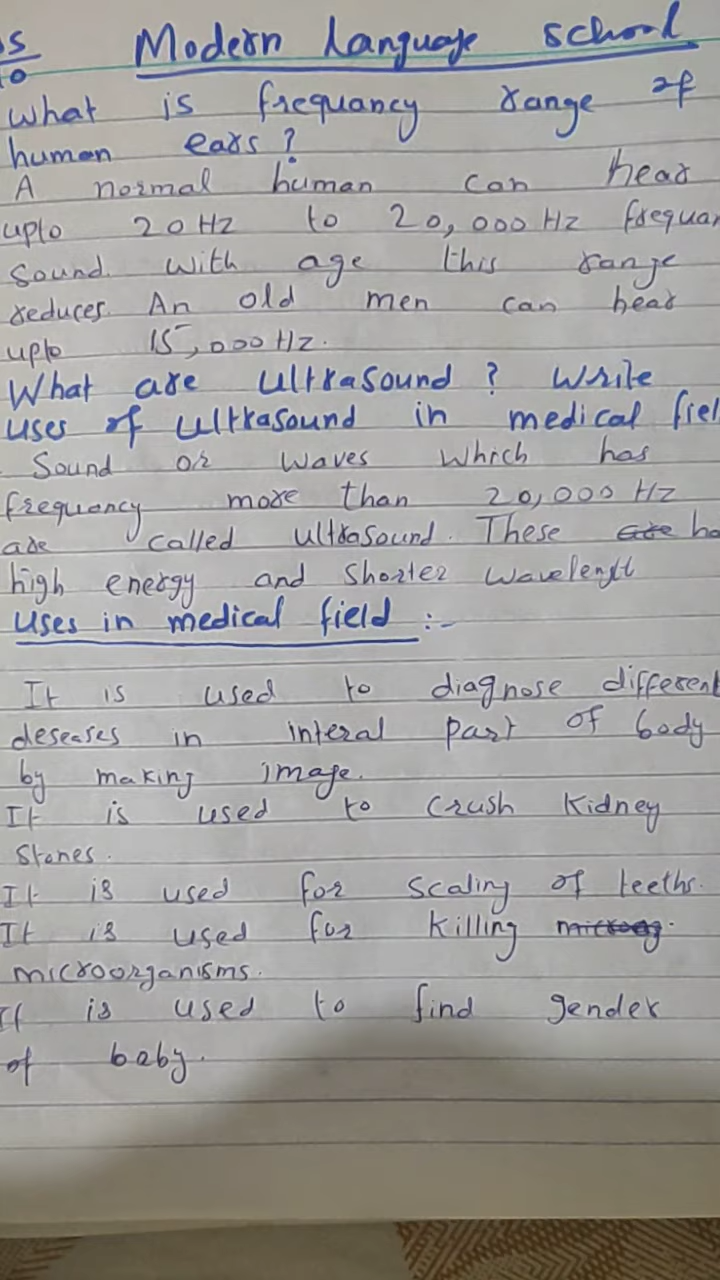 Modern Language school
What is frequancy range of
human ears?
A normal human can hear
upto 20 Hz to 20,000 Hz frequan
Sound. With age this range
reduces. An old men can hear
upto 15,000 Hz.
What are Ultrasound? Write
uses of Ultrasound in medical fiel
Sound or waves which has
frequency more than 20,000 Hz
are called ultrasound. These are ha
high energy and shorter wavelengt
Uses in medical field :-
It is used to diagnose different
deseases in interal part of body
by making image.
It is used to crush Kidney
Stones.
It is used for scaling of teeths.
It is used for killing
microorganisms.
It is used to find gender
of baby.